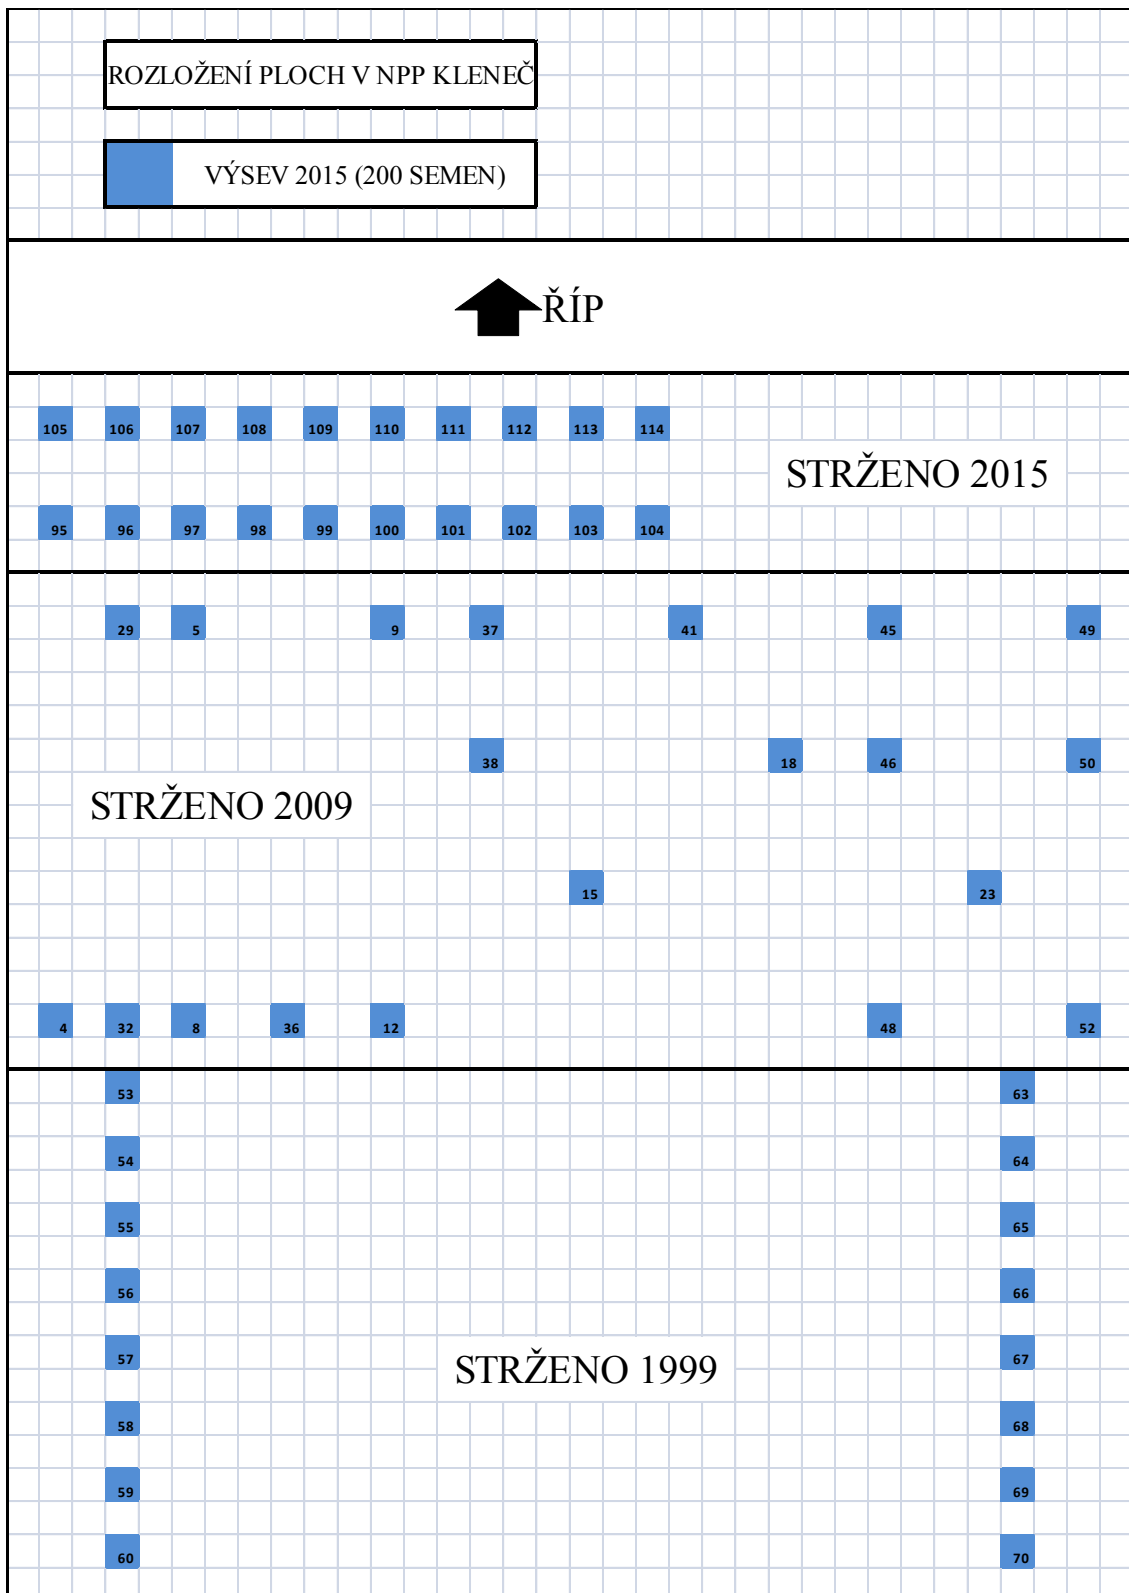 ROZLOŽENÍ PLOCH V NPP KLENEČ
VÝSEV 2015 (200 SEMEN)
ŘÍP
105 106 107 108 109 110 111 112 113 114
STRŽENO 2015
95 96 97 98 99 100 101 102 103 104
29 5 9 37 41 45 49
38 18 46 50
STRŽENO 2009
15 23
4 32 8 36 12 48 52
53 63
54 64
55 65
56 66
57 67
STRŽENO 1999
58 68
59 69
60 70